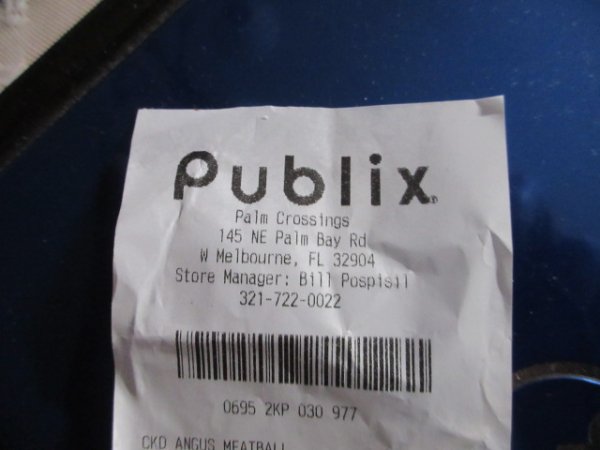 Publix
Palm Crossings
145 NE Palm Bay Rd
W Melbourne, FL 32904
Store Manager: Bill Pospisil
321-722-0022
0695 2KP 030 977
CKD ANGUS MEATBALL